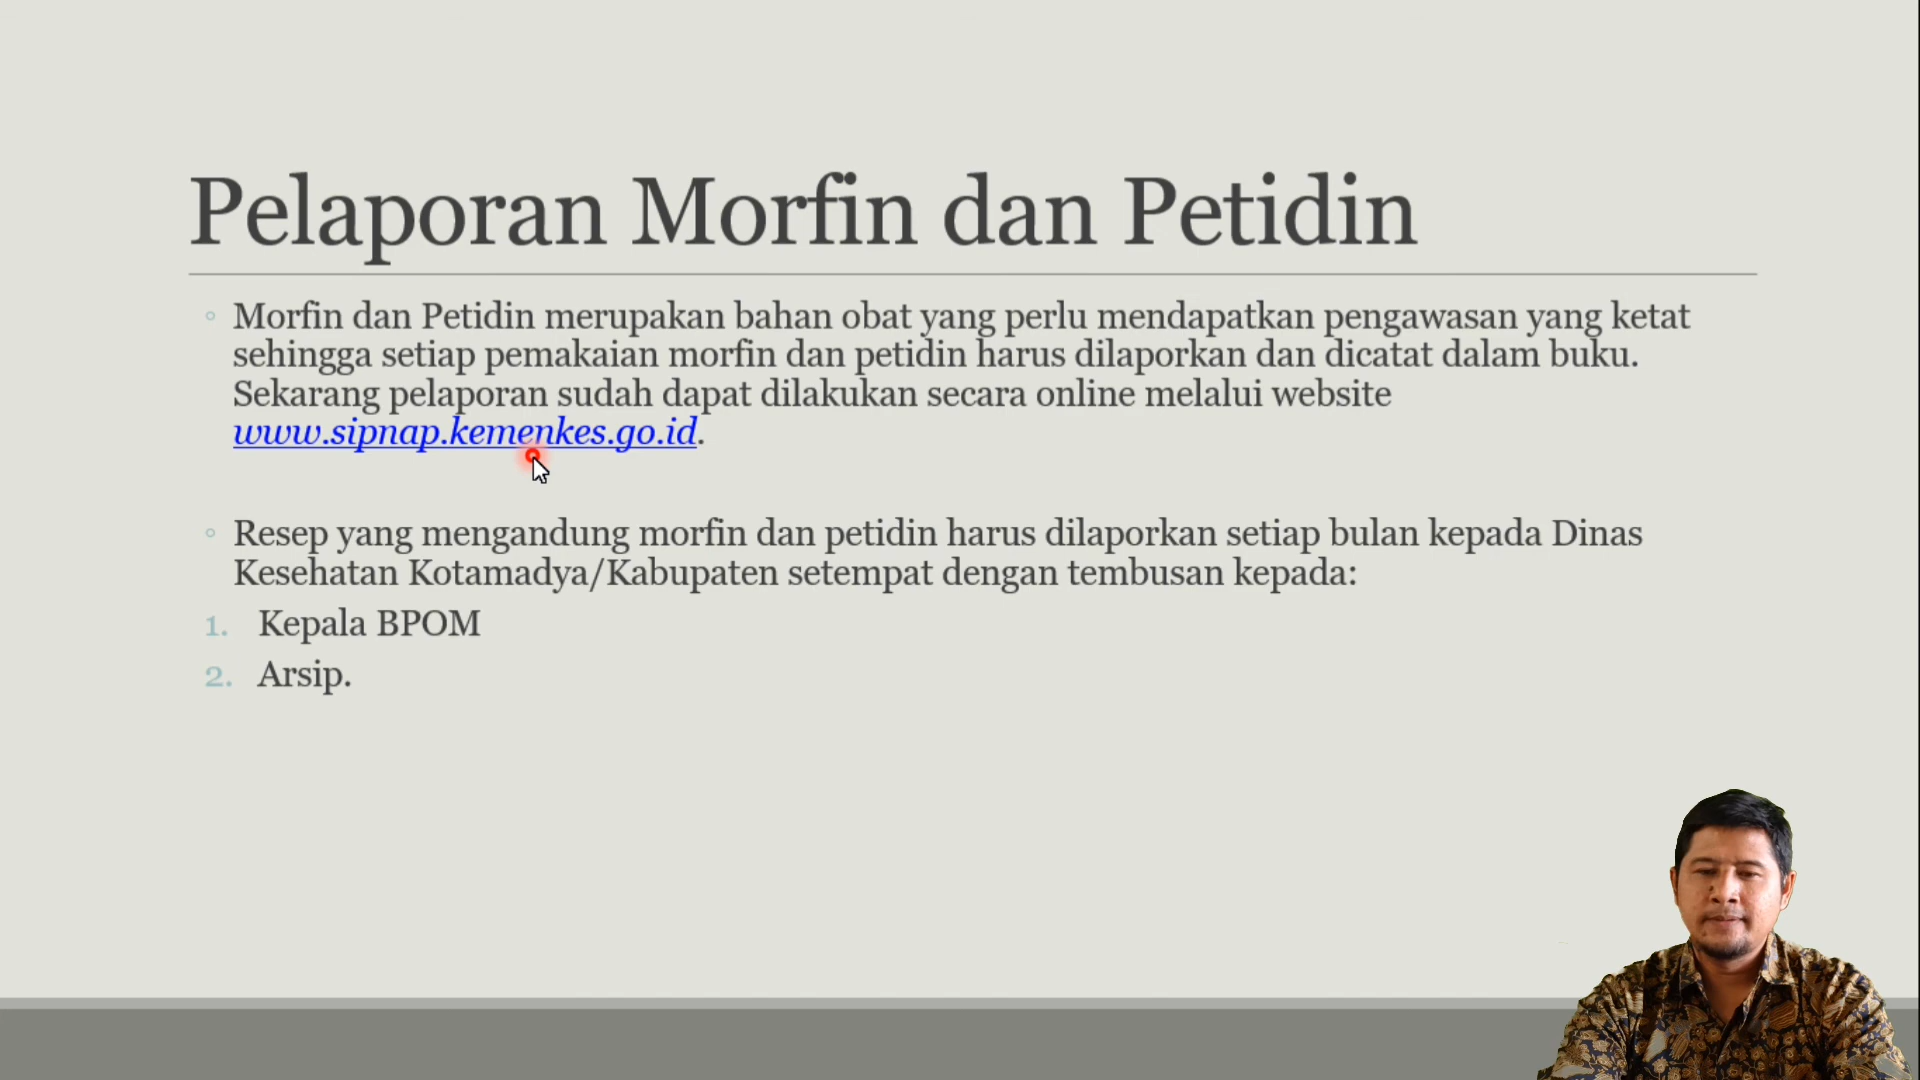 Pelaporan Morfin dan Petidin
◦ Morfin dan Petidin merupakan bahan obat yang perlu mendapatkan pengawasan yang ketat
sehingga setiap pemakaian morfin dan petidin harus dilaporkan dan dicatat dalam buku.
Sekarang pelaporan sudah dapat dilakukan secara online melalui website
www.sipnap.kemenkes.go.id.
◦ Resep yang mengandung morfin dan petidin harus dilaporkan setiap bulan kepada Dinas
Kesehatan Kotamadya/Kabupaten setempat dengan tembusan kepada:
1. Kepala BPOM
2. Arsip.